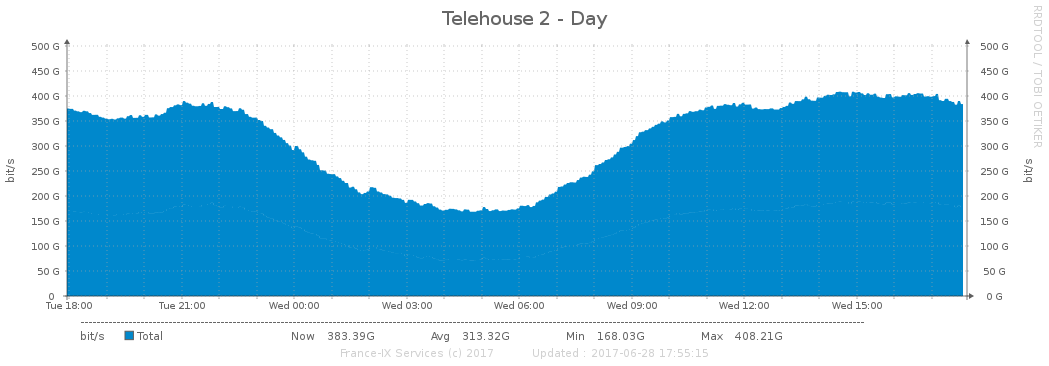 Telehouse 2 - Day
RRDTOOL / TOBI OETIKER
500 G 500 G
450 G 450 G
400 G 400 G
350 G 350 G
300 G 300 G
250 G 250 G
200 G 200 G
150 G 150 G
100 G 100 G
50 G 50 G
0 0 G
bit/s bit/s
Tue 18:00 Tue 21:00 Wed 00:00 Wed 03:00 Wed 06:00 Wed 09:00 Wed 12:00 Wed 15:00
bit/s Total Now 383.39G Avg 313.32G Min 168.03G Max 408.21G
France-IX Services (c) 2017 Updated : 2017-06-28 17:55:15